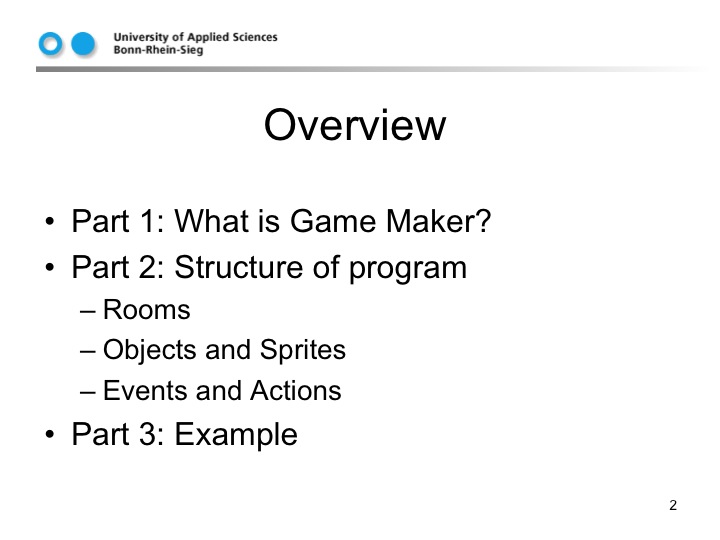 University of Applied Sciences
Bonn-Rhein-Sieg
Overview
• Part 1: What is Game Maker?
• Part 2: Structure of program
– Rooms
– Objects and Sprites
– Events and Actions
• Part 3: Example
2